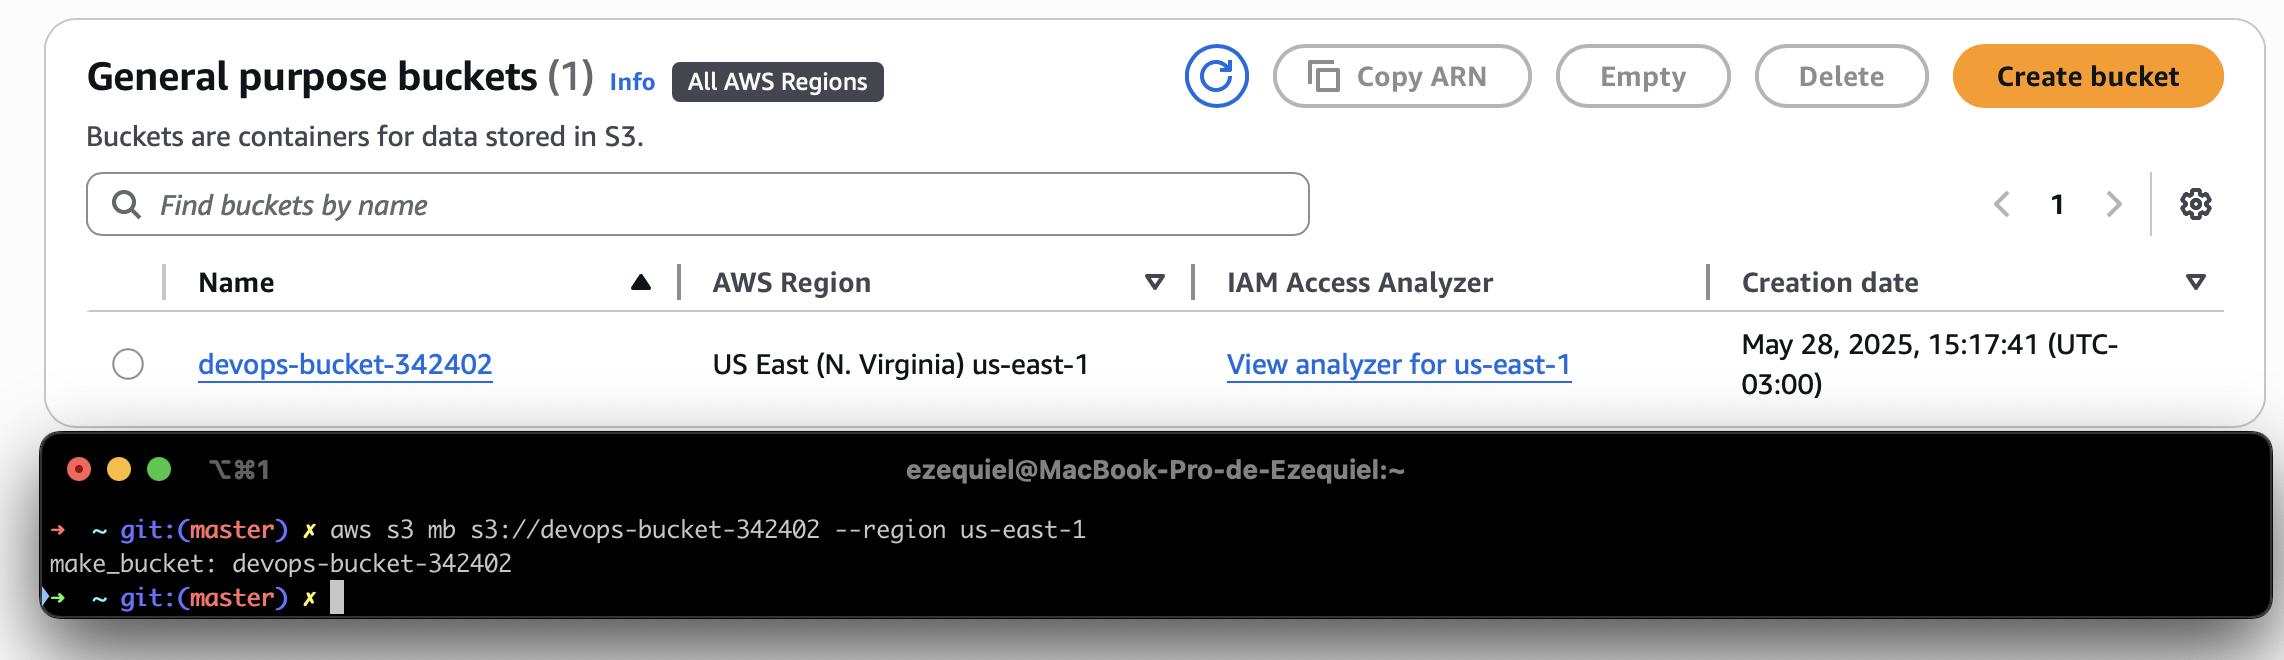 General purpose buckets (1) Info All AWS Regions
Copy ARN
Empty
Delete
Create bucket
Buckets are containers for data stored in S3.
Find buckets by name
1
Name
AWS Region
IAM Access Analyzer
Creation date
devops-bucket-342402
US East (N. Virginia) us-east-1
View analyzer for us-east-1
May 28, 2025, 15:17:41 (UTC-
03:00)
⌥⌘1
ezequiel@MacBook-Pro-de-Ezequiel:~
➜ ~ git:(master) ✗ aws s3 mb s3://devops-bucket-342402 --region us-east-1
make_bucket: devops-bucket-342402
➜ ~ git:(master) ✗